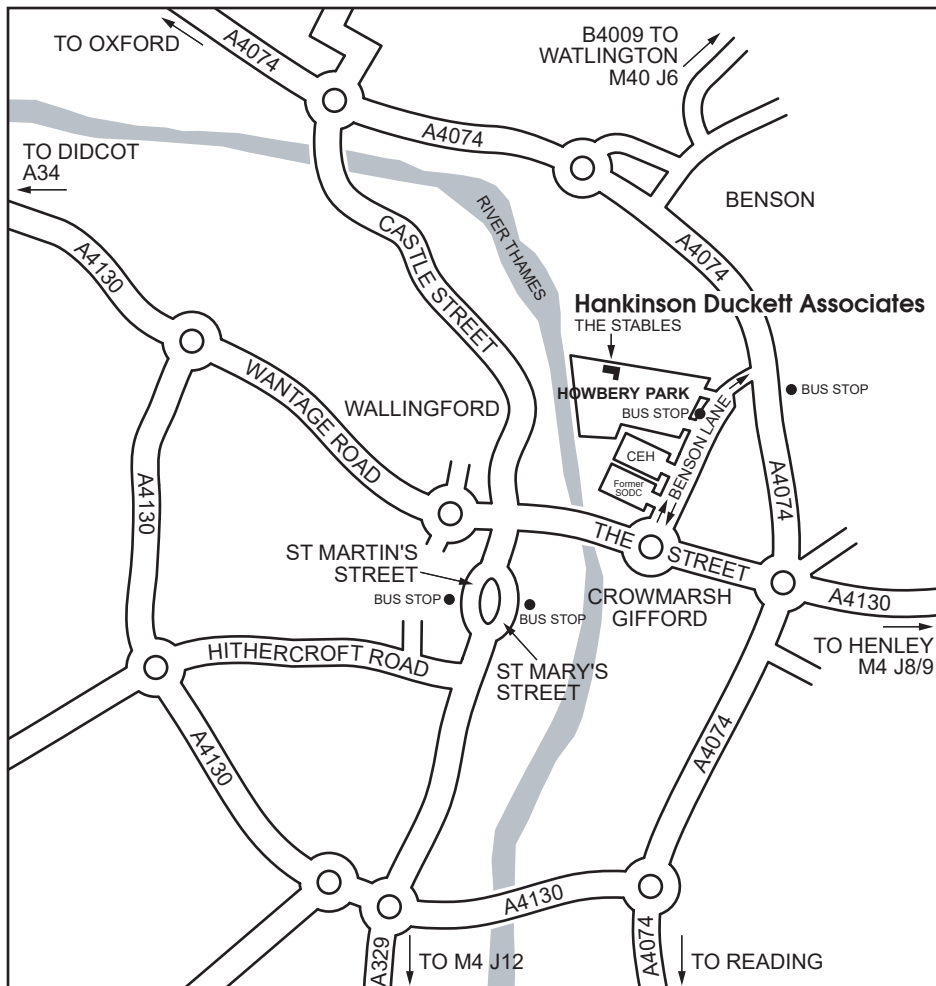 TO OXFORD
A4074
B4009 TO
WATLINGTON
M40 J6
A4074
TO DIDCOT
A34
BENSON
RIVER THAMES
CASTLE STREET
A4074
A4130
Hankinson Duckett Associates
THE STABLES
HOWBERY PARK
BUS STOP
BUS STOP
WANTAGE ROAD
WALLINGFORD
BENSON LANE
CEH
Former
SODC
A4130
A4074
THE STREET
ST MARTIN'S
STREET
BUS STOP
BUS STOP
CROWMARSH
GIFFORD
A4130
HITHERCROFT ROAD
ST MARY'S
STREET
TO HENLEY
M4 J8/9
A4130
A4074
A4130
A329
TO M4 J12
A4074
TO READING